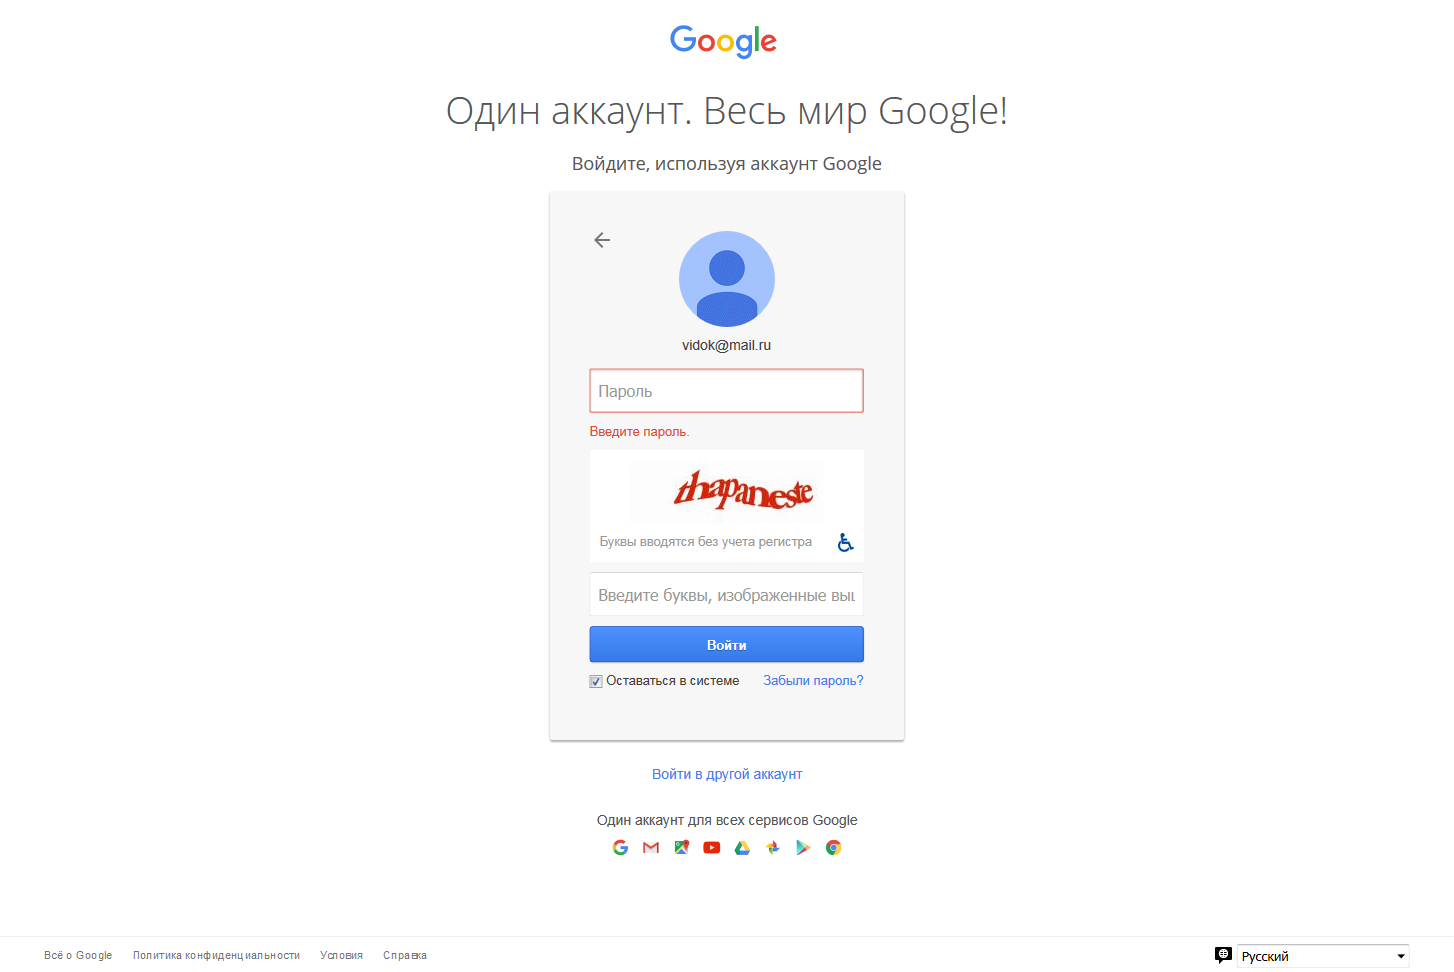 Google
Один аккаунт. Весь мир Google!
Войдите, используя аккаунт Google
vidok@mail.ru
Пароль
Введите пароль.
thapaneste
Буквы вводятся без учета регистра
Введите буквы, изображенные выш
Войти
Оставаться в системе Забыли пароль?
Войти в другой аккаунт
Один аккаунт для всех сервисов Google
Всё о Google Политика конфиденциальности Условия Справка Русский